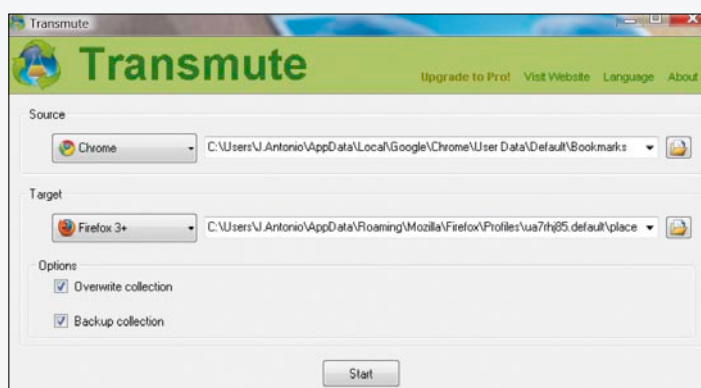 Transmute
Transmute
Upgrade to Pro! Visit Website Language About
Source
Chrome C:\Users\J.Antonio\AppData\Local\Google\Chrome\User Data\Default\Bookmarks
Target
Firefox 3+ C:\Users\J.Antonio\AppData\Roaming\Mozilla\Firefox\Profiles\ua7rhj85.default\place
Options
Overwrite collection
Backup collection
Start